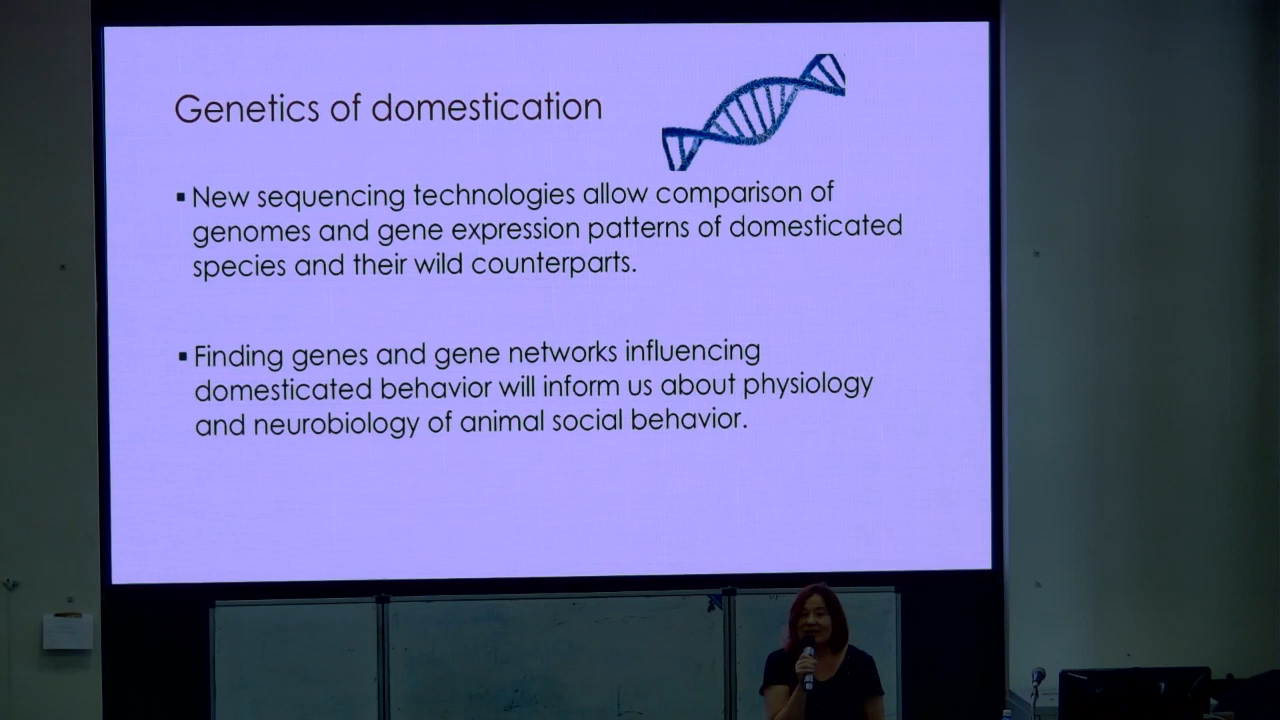 Genetics of domestication
▪ New sequencing technologies allow comparison of
genomes and gene expression patterns of domesticated
species and their wild counterparts.
▪ Finding genes and gene networks influencing
domesticated behavior will inform us about physiology
and neurobiology of animal social behavior.